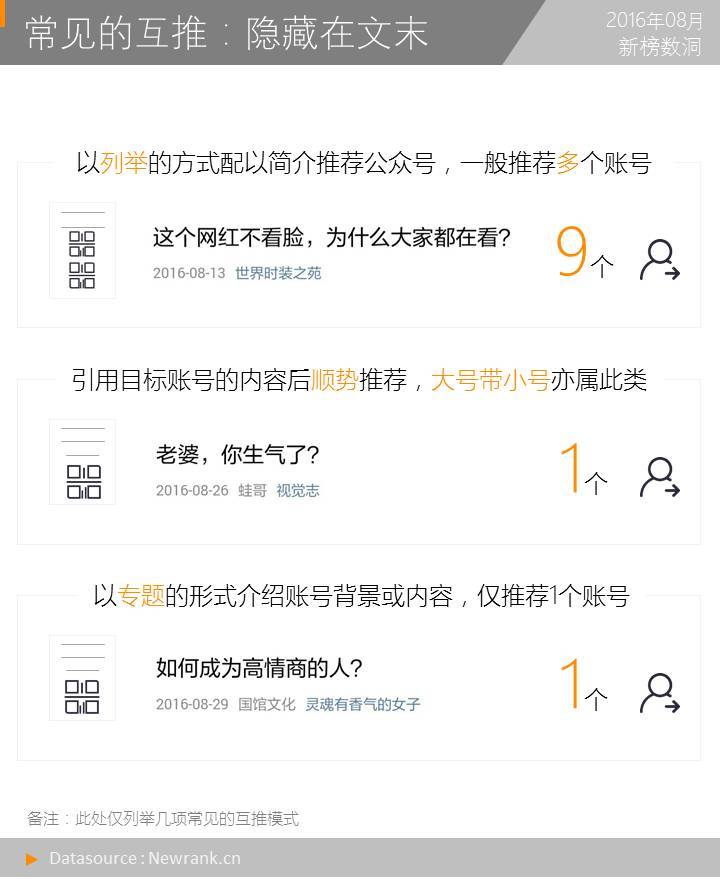 常见的互推：隐藏在文末
2016年08月
新榜数洞
以列举的方式配以简介推荐公众号，一般推荐多个账号
这个网红不看脸，为什么大家都在看？
2016-08-13 世界时装之苑
9个
引用目标账号的内容后顺势推荐，大号带小号亦属此类
老婆，你生气了？
2016-08-26 蛙哥 视觉志
1个
以专题的形式介绍账号背景或内容，仅推荐1个账号
如何成为高情商的人？
2016-08-29 国馆文化 灵魂有香气的女子
1个
备注：此处仅列举几项常见的互推模式
Datasource：Newrank.cn